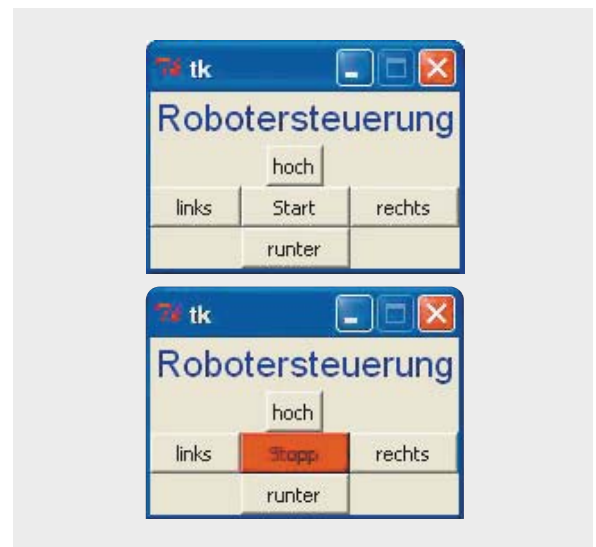 tk
Robotersteuerung
hoch
links Start rechts
runter
tk
Robotersteuerung
hoch
links Stopp rechts
runter